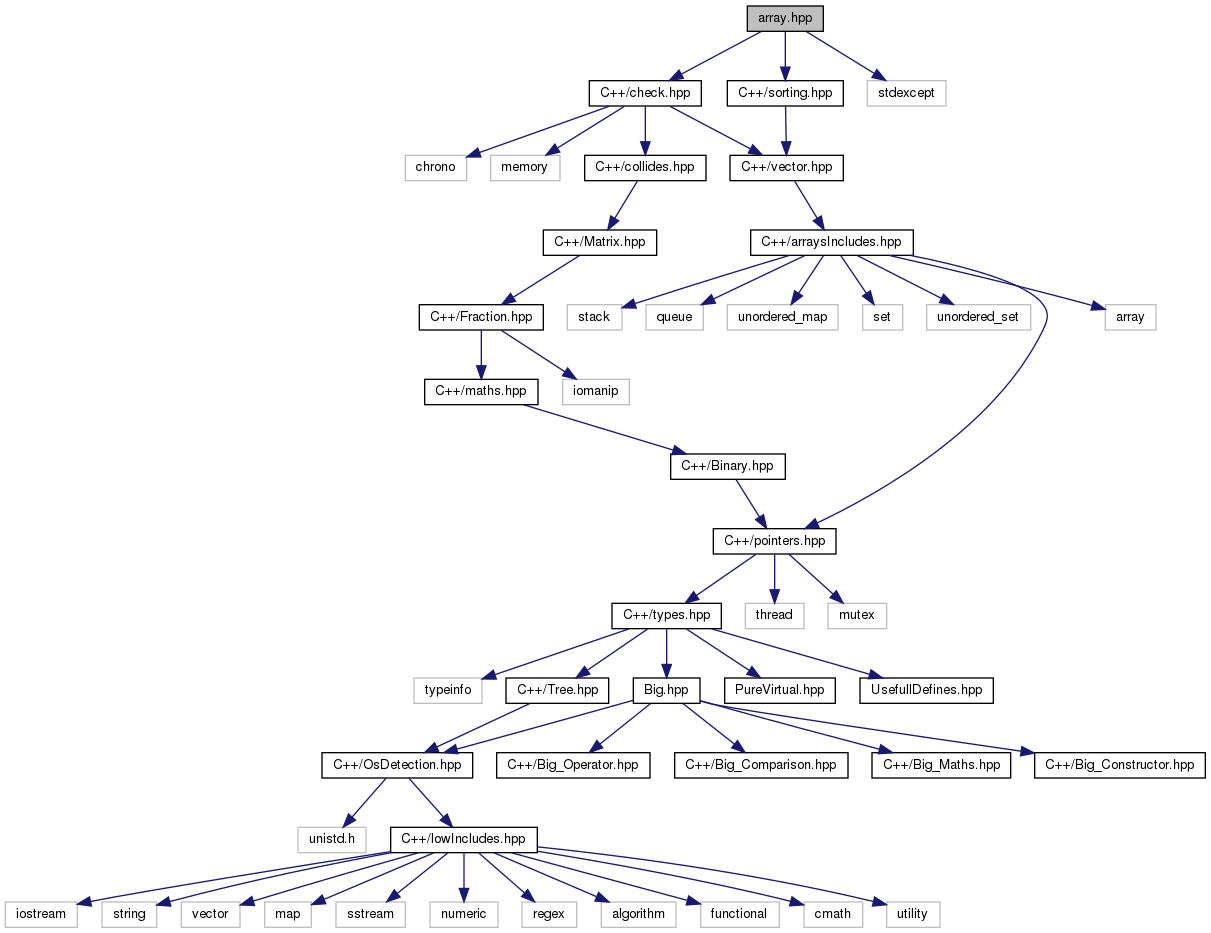 array.hpp
C++/check.hpp
C++/sorting.hpp
stdexcept
chrono
memory
C++/collides.hpp
C++/vector.hpp
C++/Matrix.hpp
C++/arraysIncludes.hpp
C++/Fraction.hpp
stack
queue
unordered_map
set
unordered_set
array
C++/maths.hpp
iomanip
C++/Binary.hpp
C++/pointers.hpp
C++/types.hpp
thread
mutex
typeinfo
C++/Tree.hpp
Big.hpp
PureVirtual.hpp
UsefullDefines.hpp
C++/OsDetection.hpp
C++/Big_Operator.hpp
C++/Big_Comparison.hpp
C++/Big_Maths.hpp
C++/Big_Constructor.hpp
unistd.h
C++/lowIncludes.hpp
iostream
string
vector
map
sstream
numeric
regex
algorithm
functional
cmath
utility